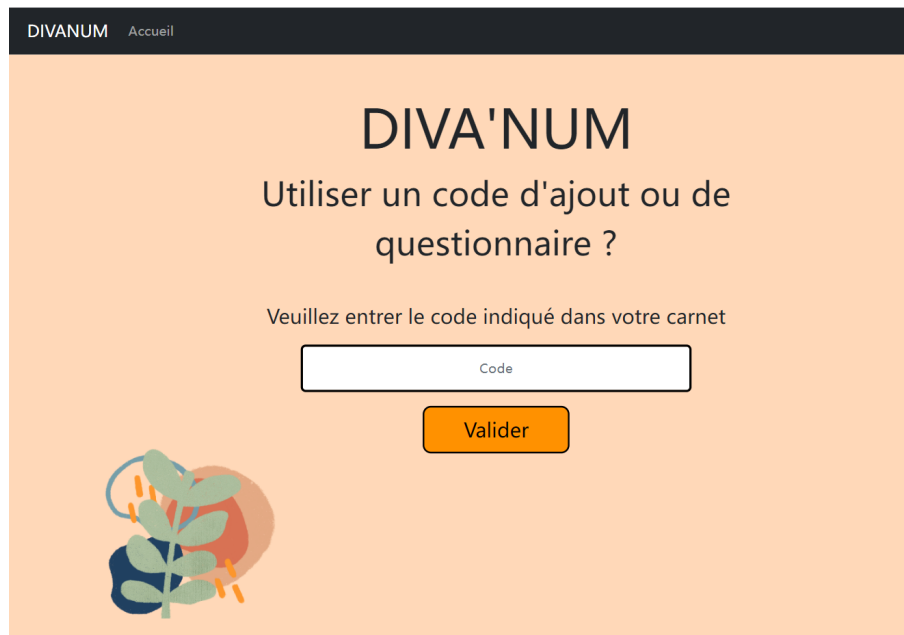 DIVANUM Accueil
DIVA'NUM
Utiliser un code d'ajout ou de
questionnaire ?
Veuillez entrer le code indiqué dans votre carnet
Code
Valider